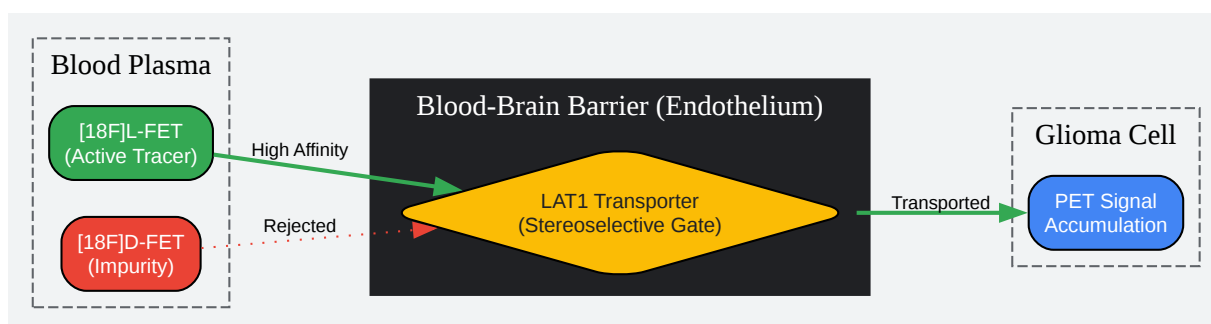 Blood Plasma
[18F]L-FET
(Active Tracer)
[18F]D-FET
(Impurity)
High Affinity
Rejected
Blood-Brain Barrier (Endothelium)
LAT1 Transporter
(Stereoselective Gate)
Transported
Glioma Cell
PET Signal
Accumulation